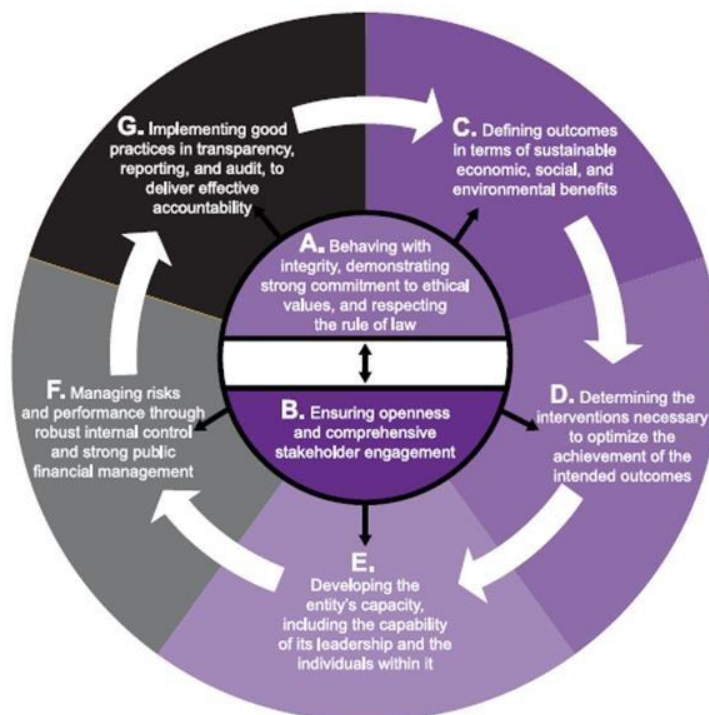 A. Behaving with
integrity, demonstrating
strong commitment to ethical
values, and respecting
the rule of law
B. Ensuring openness
and comprehensive
stakeholder engagement
C. Defining outcomes
in terms of sustainable
economic, social, and
environmental benefits
D. Determining the
interventions necessary
to optimize the
achievement of the
intended outcomes
E.
Developing the
entity's capacity,
including the capability
of its leadership and the
individuals within it
F. Managing risks
and performance through
robust internal control
and strong public
financial management
G. Implementing good
practices in transparency,
reporting, and audit, to
deliver effective
accountability